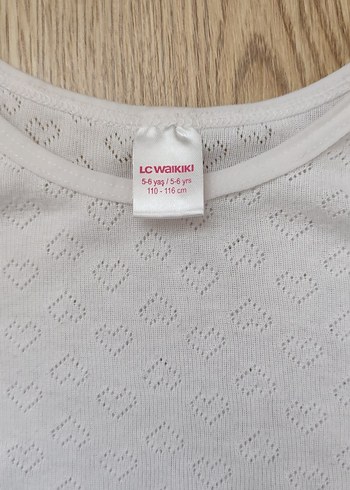 LC WAIKIKI
5-6 yaş / 5-6 yrs
110 - 116 cm